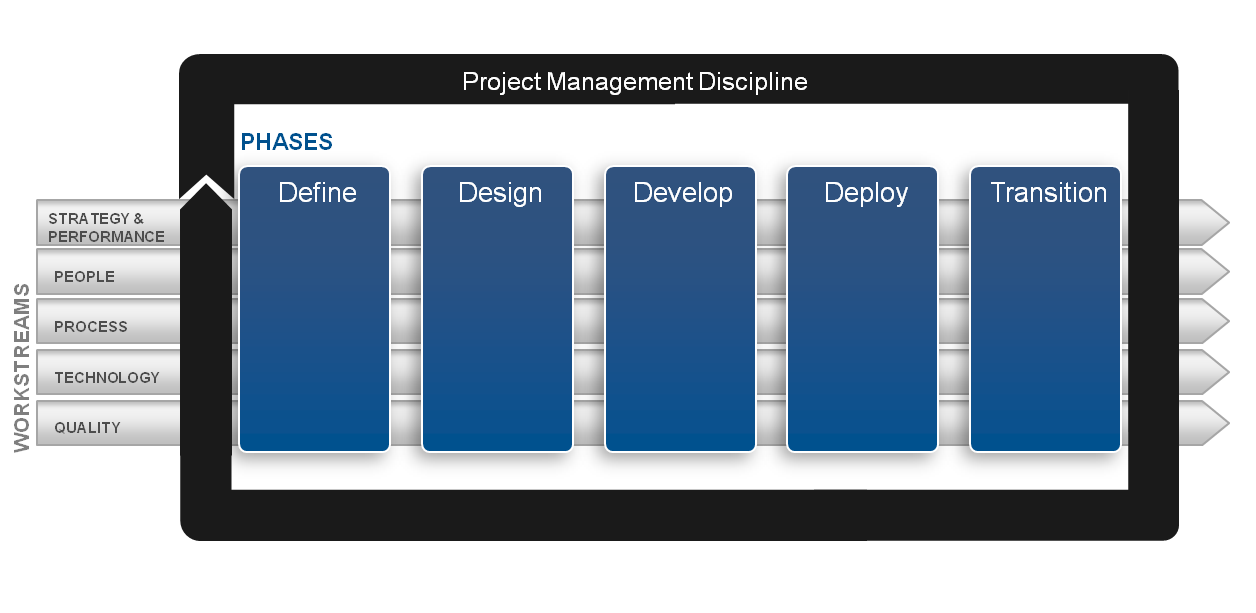 Project Management Discipline
PHASES
Define
Design
Develop
Deploy
Transition
WORKSTREAMS
STRATEGY &
PERFORMANCE
PEOPLE
PROCESS
TECHNOLOGY
QUALITY